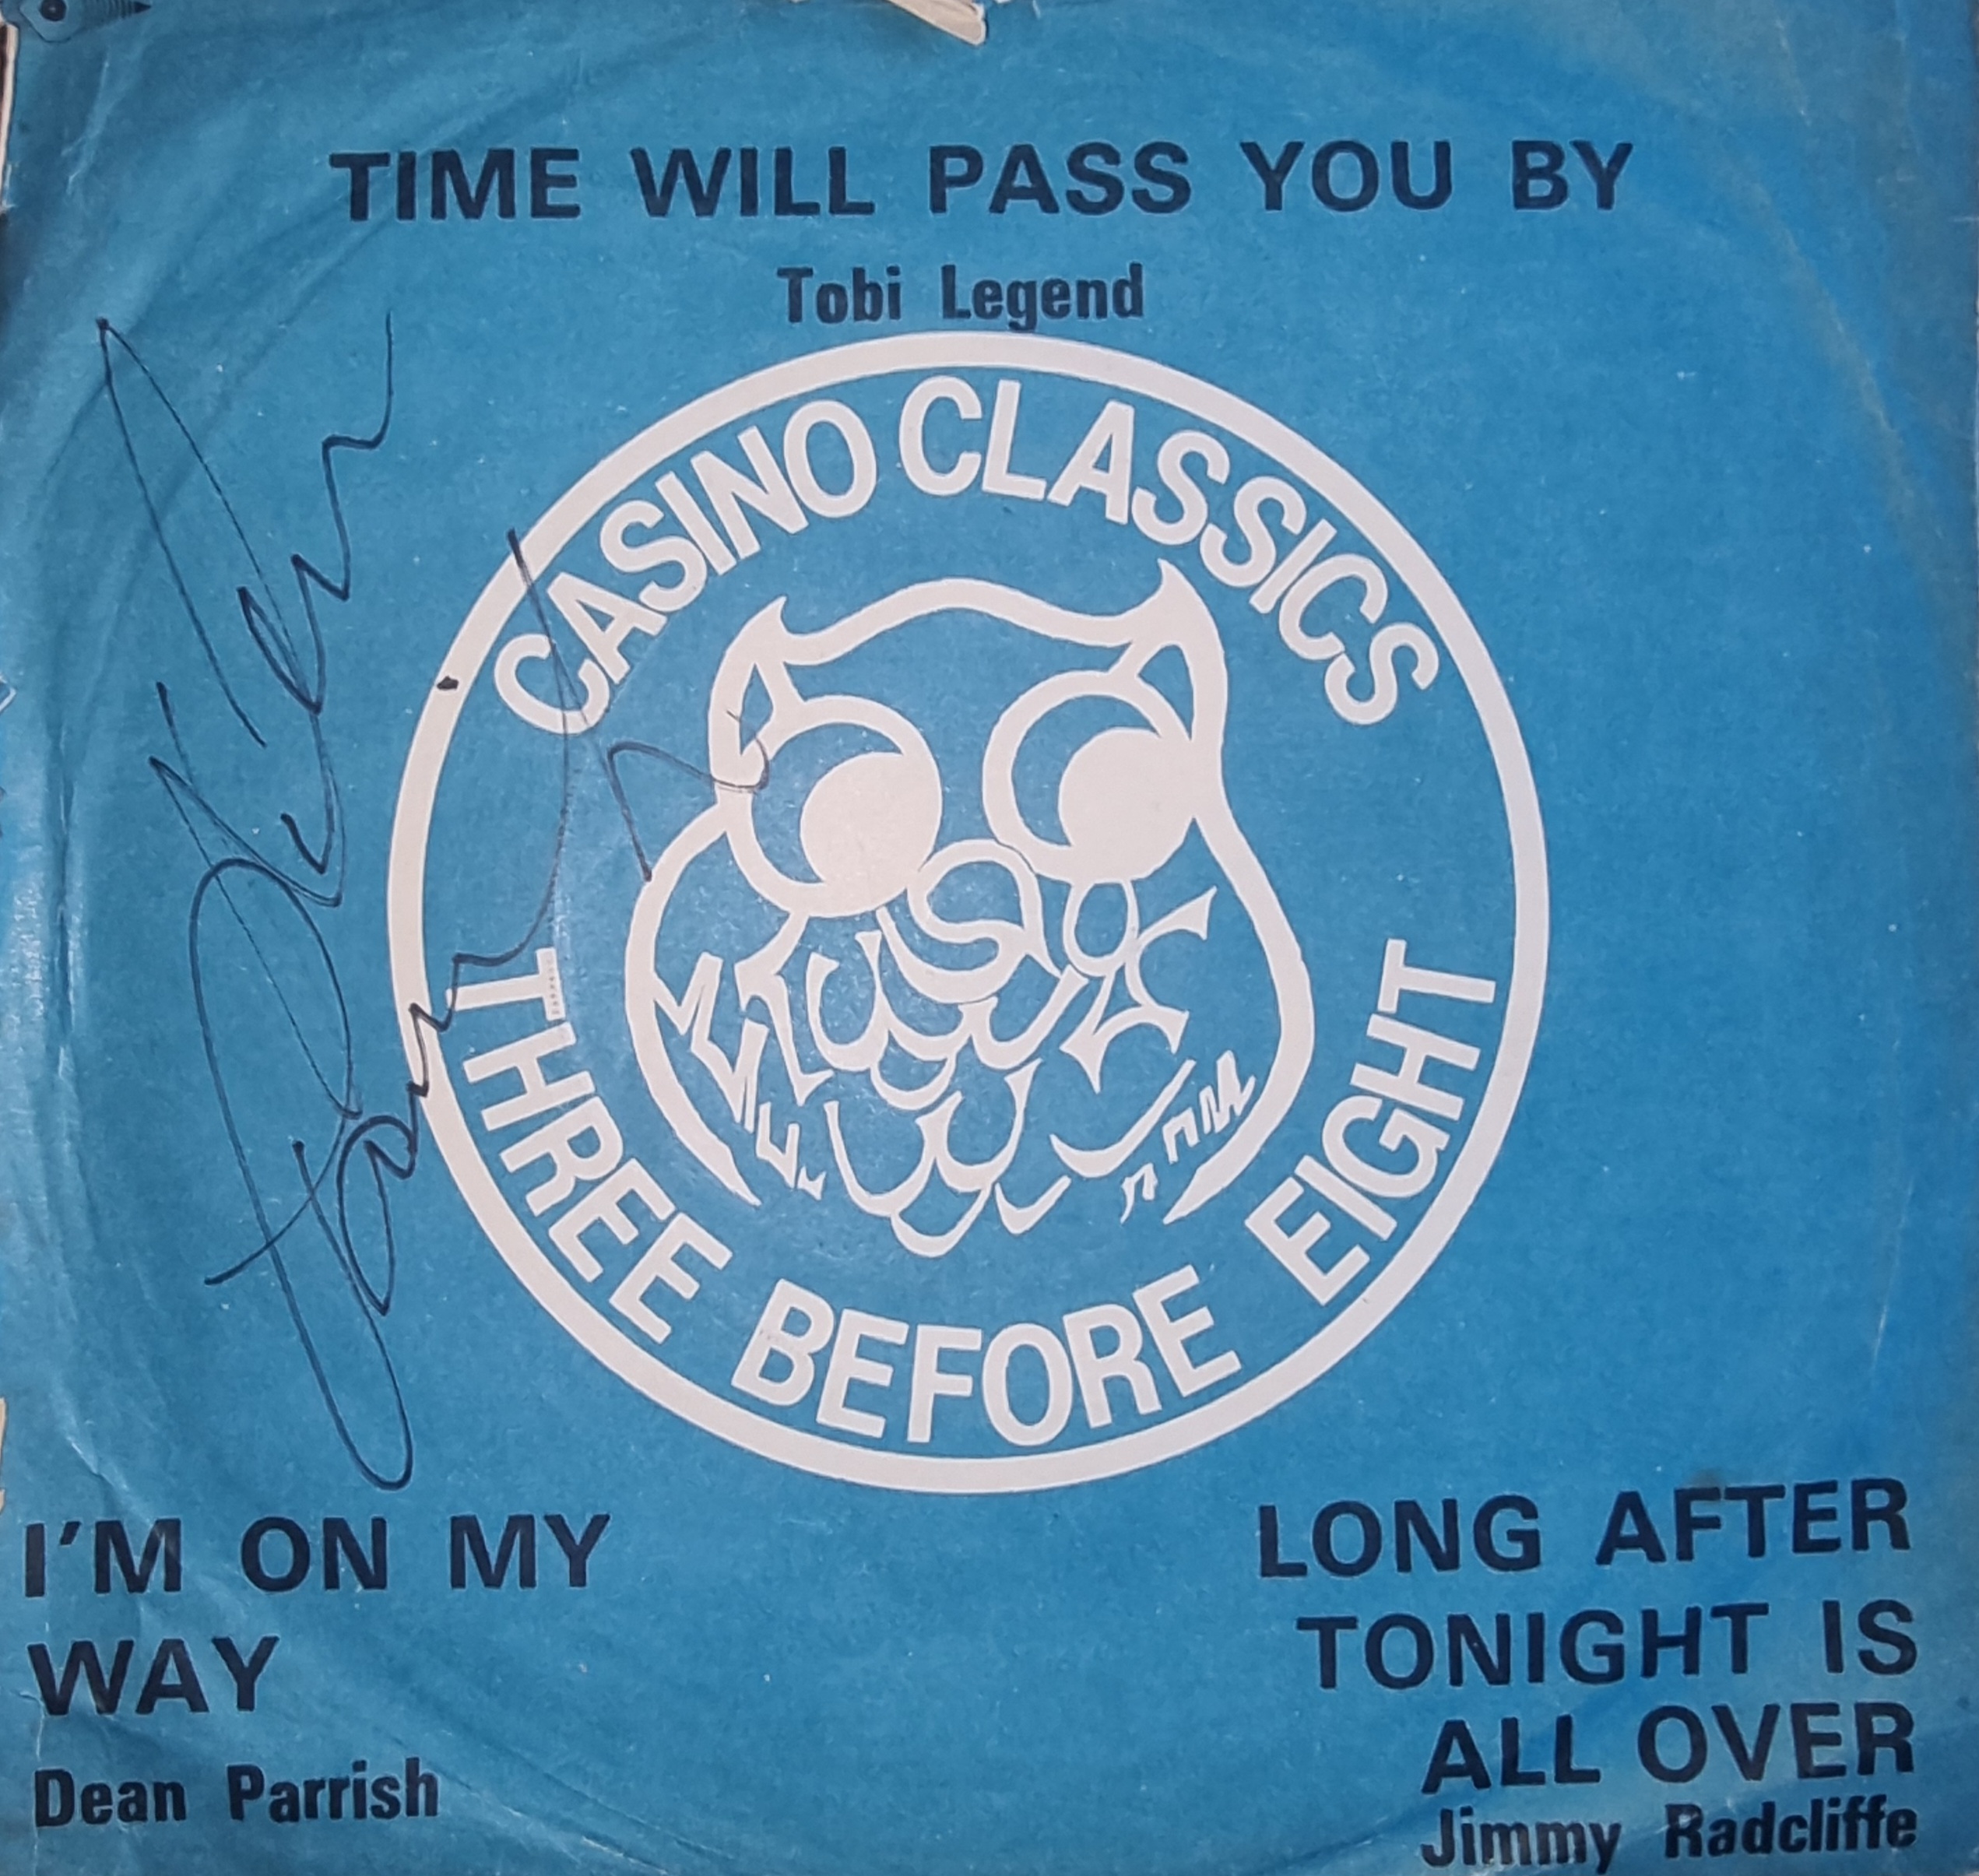 TIME WILL PASS YOU BY
Tobi Legend
CASINO CLASSICS
THREE BEFORE EIGHT
I'M ON MY
WAY
Dean Parrish
LONG AFTER
TONIGHT IS
ALL OVER
Jimmy Radcliffe